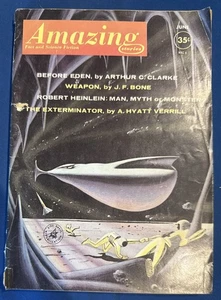 Amazing
Fact and Science Fiction
stories
JUNE
35¢
BEFORE EDEN, by ARTHUR C. CLARKE
WEAPON, by J. F. BONE
ROBERT HEINLEIN: MAN, MYTH or MONSTER
THE EXTERMINATOR, by A. HYATT VERRILL